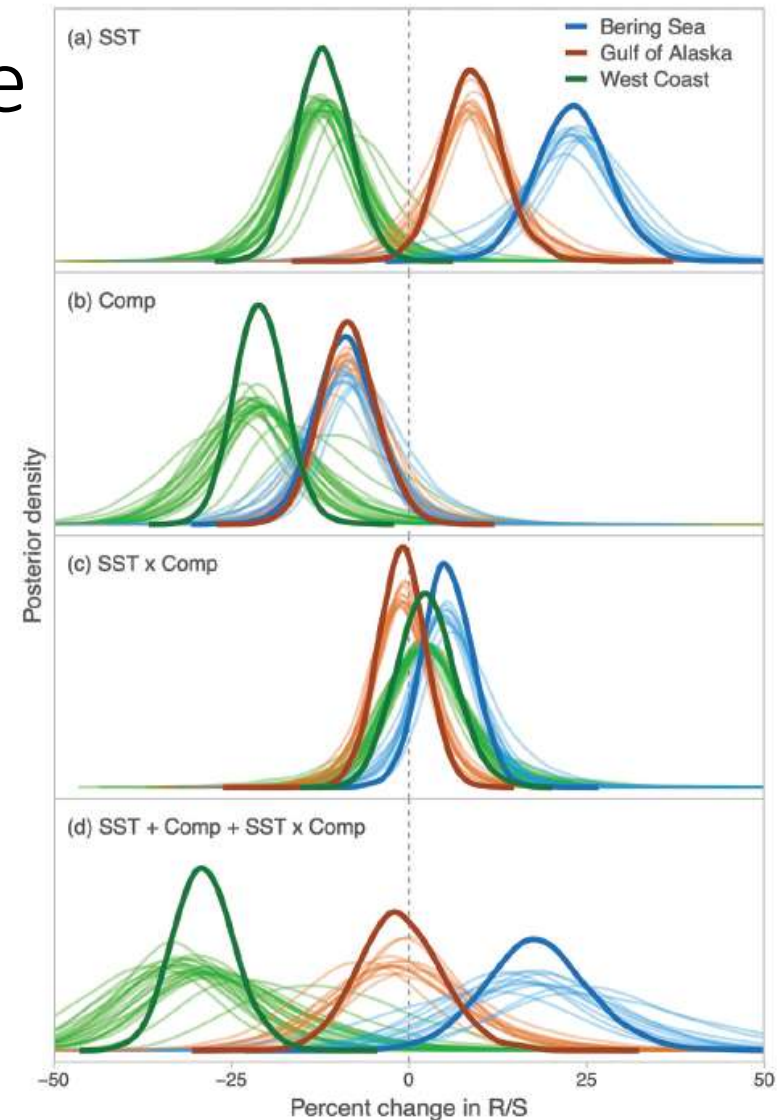 e
(a) SST
Bering Sea
Gulf of Alaska
West Coast
(b) Comp
(c) SST x Comp
(d) SST + Comp + SST x Comp
Posterior density
−50 −25 0 25 50
Percent change in R/S